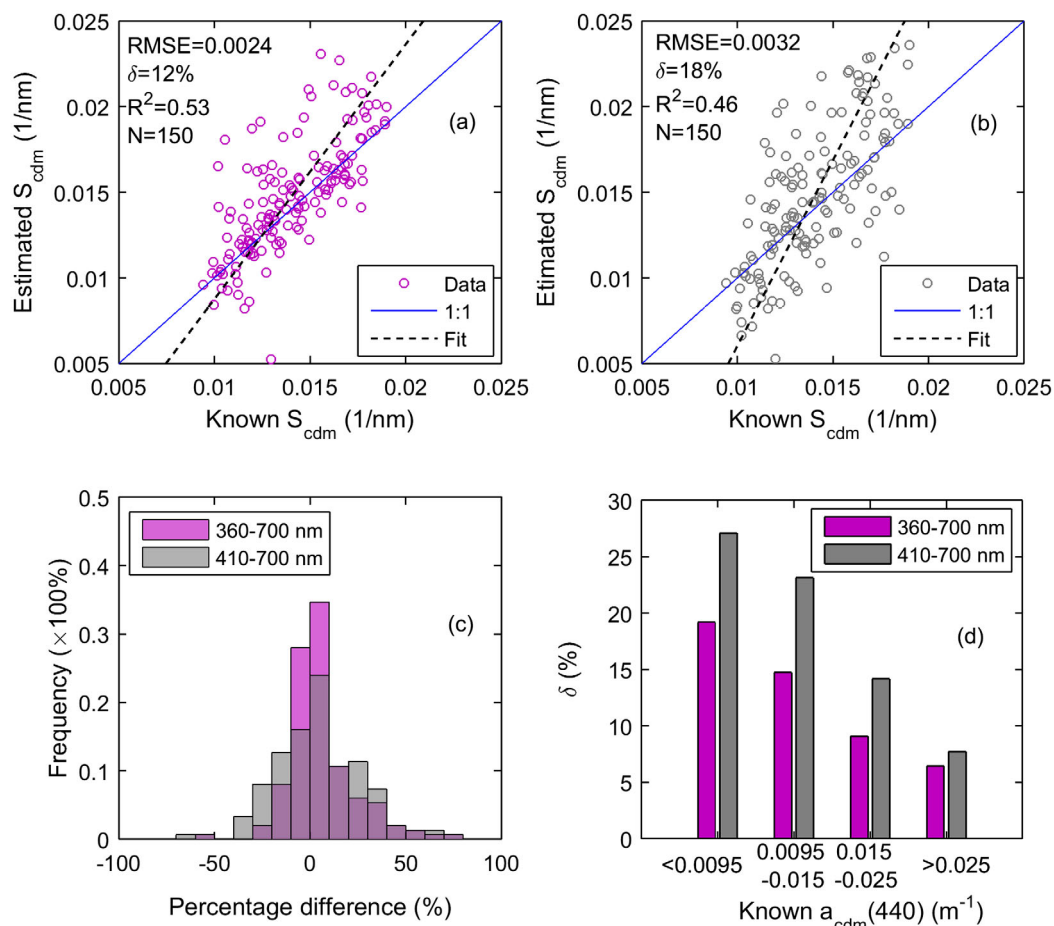 0.025
0.02
0.015
0.01
0.005
0.005
0.01
0.015
0.02
0.025
Estimated S_cdm (1/nm)
Known S_cdm (1/nm)
RMSE=0.0024
δ=12%
R²=0.53
N=150
(a)
Data
1:1
Fit
0.025
0.02
0.015
0.01
0.005
0.005
0.01
0.015
0.02
0.025
Etimated S_cdm (1/nm)
Known S_cdm (1/nm)
RMSE=0.0032
δ=18%
R²=0.46
N=150
(b)
Data
1:1
Fit
0.5
0.4
0.3
0.2
0.1
0
-100
-50
0
50
100
Frequency (×100%)
Percentage difference (%)
360-700 nm
410-700 nm
(c)
30
25
20
15
10
5
0
δ (%)
360-700 nm
410-700 nm
(d)
<0.0095
0.0095
-0.015
0.015
-0.025
>0.025
Known a_cdm(440) (m⁻¹)